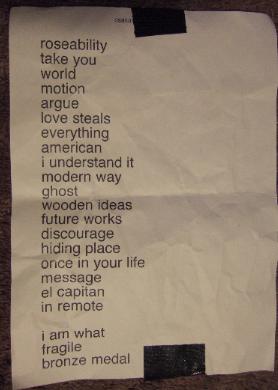 roseability
take you
world
motion
argue
love steals
everything
american
i understand it
modern way
ghost
wooden ideas
future works
discourage
hiding place
once in your life
message
el capitan
in remote
i am what
fragile
bronze medal